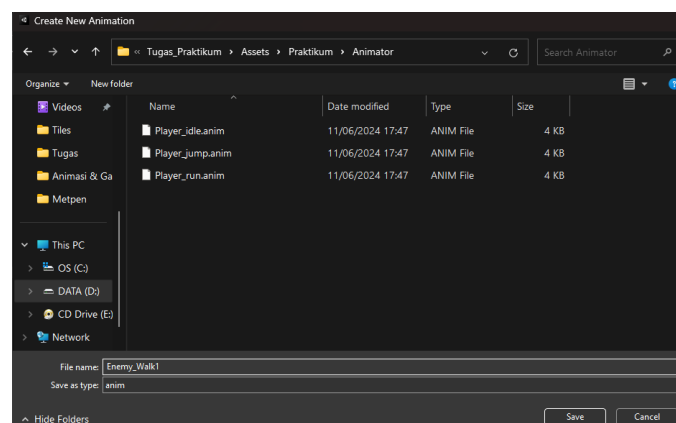 Create New Animation
« Tugas_Praktikum > Assets > Praktikum > Animator
Search Animator
Organize
New folder
Name Date modified Type Size
Videos
Tiles
Tugas
Animasi & Ga
Metpen
This PC
OS (C:)
DATA (D:)
CD Drive (E:)
Network
Player_idle.anim 11/06/2024 17:47 ANIM File 4 KB
Player_jump.anim 11/06/2024 17:47 ANIM File 4 KB
Player_run.anim 11/06/2024 17:47 ANIM File 4 KB
File name: Enemy_Walk1
Save as type: anim
Hide Folders
Save
Cancel